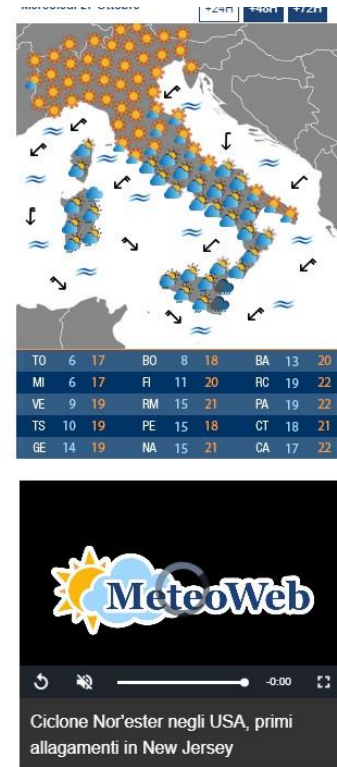 Mercoledì 27 Ottobre +24H +48H +72H
TO 6 17 BO 8 18 BA 13 20
MI 6 17 FI 11 20 RC 19 22
VE 9 19 RM 15 21 PA 19 22
TS 10 19 PE 15 18 CT 18 21
GE 14 19 NA 15 21 CA 17 22
MeteoWeb
-0:00
Ciclone Nor'ester negli USA, primi
allagamenti in New Jersey